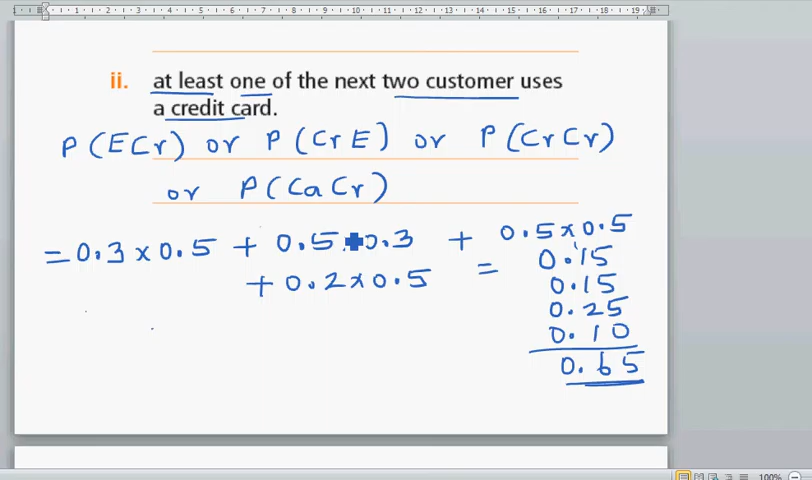 ii. at least one of the next two customer uses
a credit card.
P (ECr) or P (CrE) or P (CrCr)
or P (CaCr)
= 0.3 x 0.5 + 0.5 0.3 + 0.5 x 0.5
+ 0.2 x 0.5 = 0.15
0.15
0.25
0.10
0.65
100%